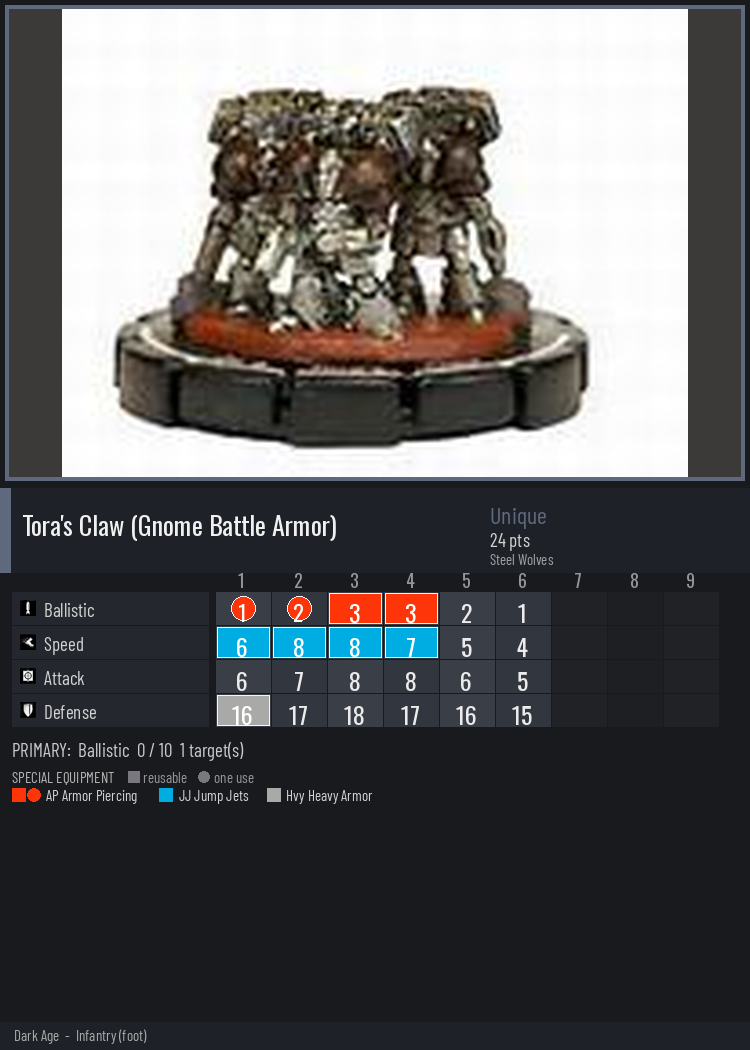 Tora's Claw (Gnome Battle Armor)
Unique
24 pts
Steel Wolves
1 2 3 4 5 6 7 8 9
Ballistic 1 2 3 3 2 1
Speed 6 8 8 7 5 4
Attack 6 7 8 8 6 5
Defense 16 17 18 17 16 15
PRIMARY: Ballistic 0 / 10 1 target(s)
SPECIAL EQUIPMENT reusable one use
AP Armor Piercing JJ Jump Jets Hvy Heavy Armor
Dark Age - Infantry (foot)